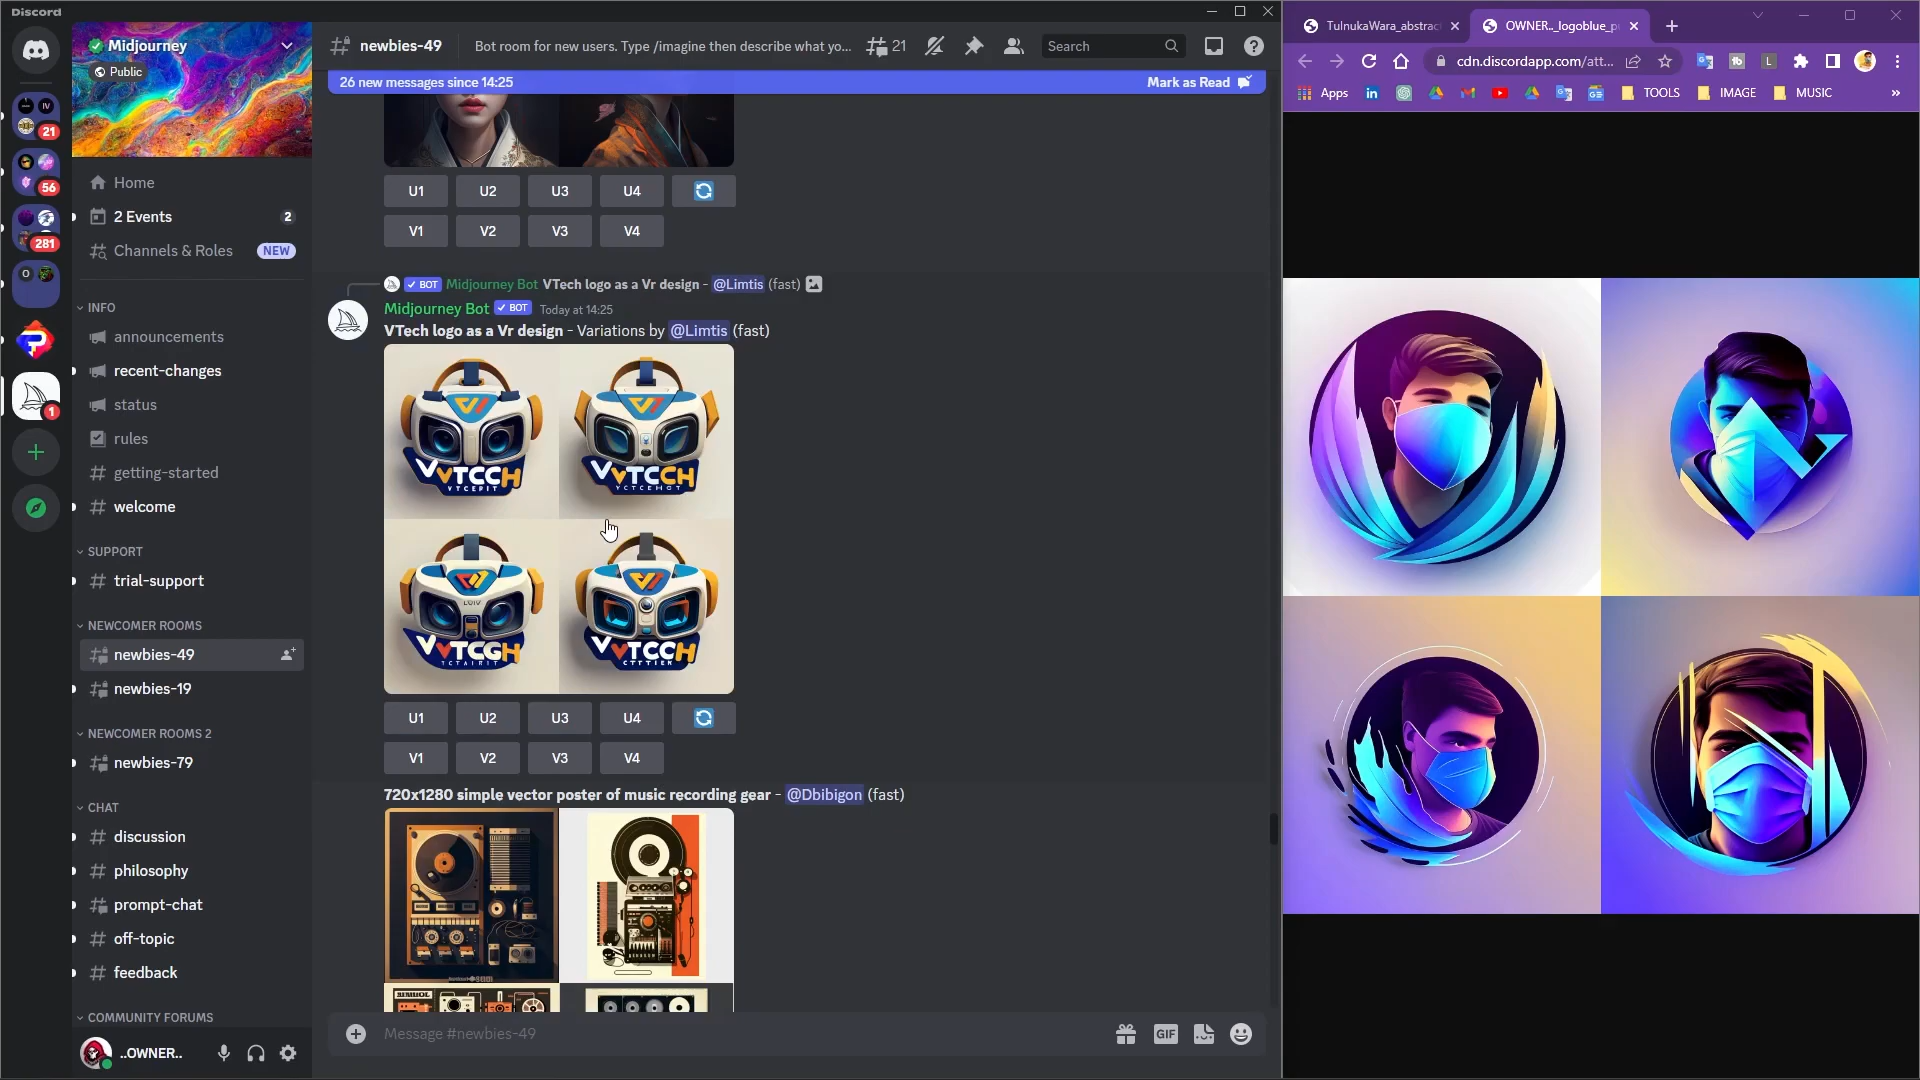 Discord
Midjourney
Public
Home
2 Events
2
Channels & Roles
NEW
INFO
announcements
recent-changes
status
rules
getting-started
welcome
SUPPORT
trial-support
NEWCOMER ROOMS
newbies-49
newbies-19
NEWCOMER ROOMS 2
newbies-79
CHAT
discussion
philosophy
prompt-chat
off-topic
feedback
COMMUNITY FORUMS
..OWNER..
IV
21
56
281
O
1
newbies-49
Bot room for new users. Type /imagine then describe what yo...
21
Search
26 new messages since 14:25
Mark as Read
U1 U2 U3 U4
V1 V2 V3 V4
BOT Midjourney Bot VTech logo as a Vr design - @Limtis (fast)
Midjourney Bot BOT Today at 14:25
VTech logo as a Vr design - Variations by @Limtis (fast)
VVTCCH
VVTCCH
VVTCGH
VVTCCH
U1 U2 U3 U4
V1 V2 V3 V4
720x1280 simple vector poster of music recording gear - @Dbibigon (fast)
Message #newbies-49
GIF
TulnukaWara_abstrac
OWNER.._logoblue_p
cdn.discordapp.com/att...
L
Apps
TOOLS
IMAGE
MUSIC
»